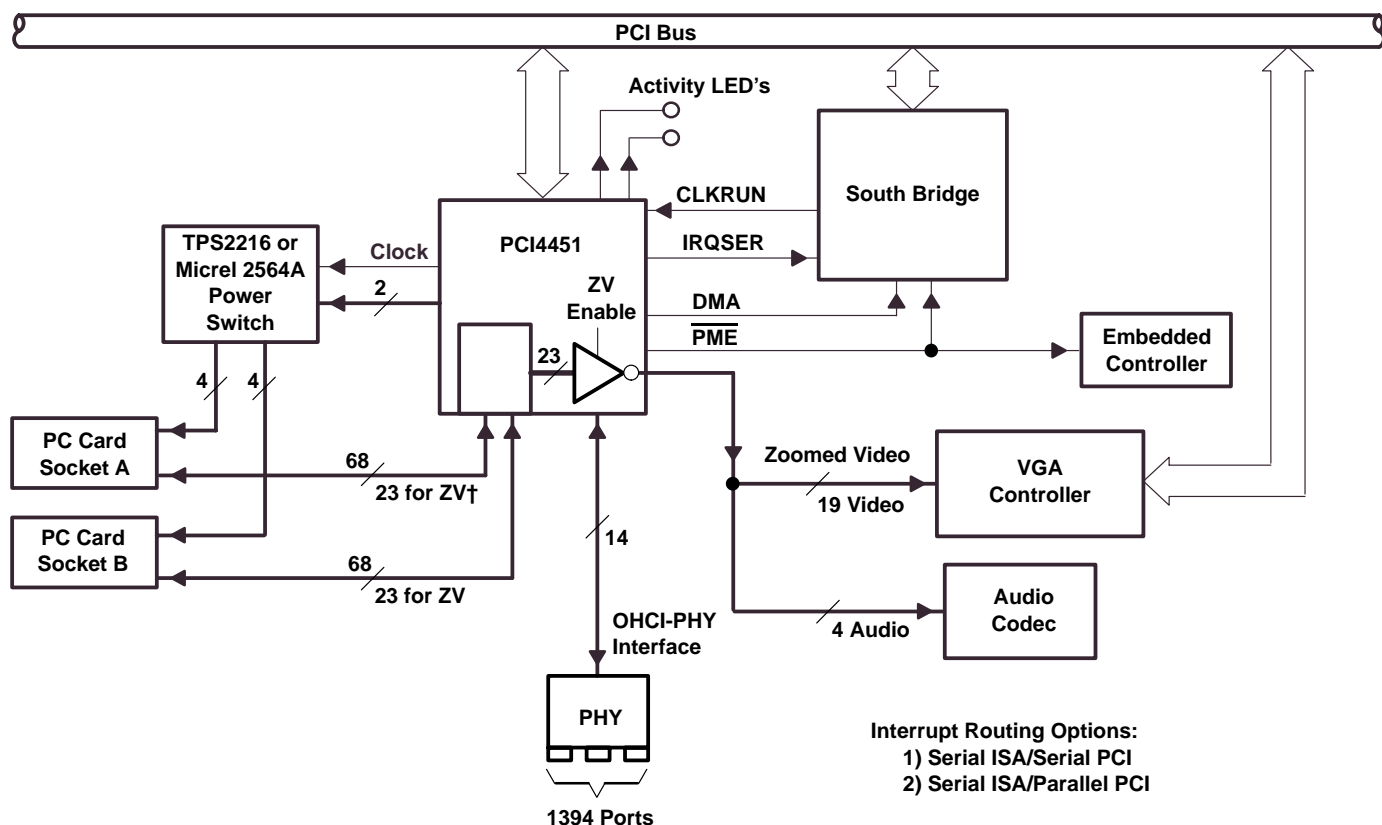 PCI Bus
Activity LED's
CLKRUN
South Bridge
PCI4451
TPS2216 or
Micrel 2564A
Power
Switch
Clock
IRQSER
ZV
Enable
2
DMA
PME
Embedded
Controller
23
4
4
PC Card
Socket A
68
23 for ZV†
Zoomed Video
19 Video
VGA
Controller
PC Card
Socket B
68
23 for ZV
14
Audio
Codec
4 Audio
OHCI-PHY
Interface
PHY
1394 Ports
Interrupt Routing Options:
1) Serial ISA/Serial PCI
2) Serial ISA/Parallel PCI